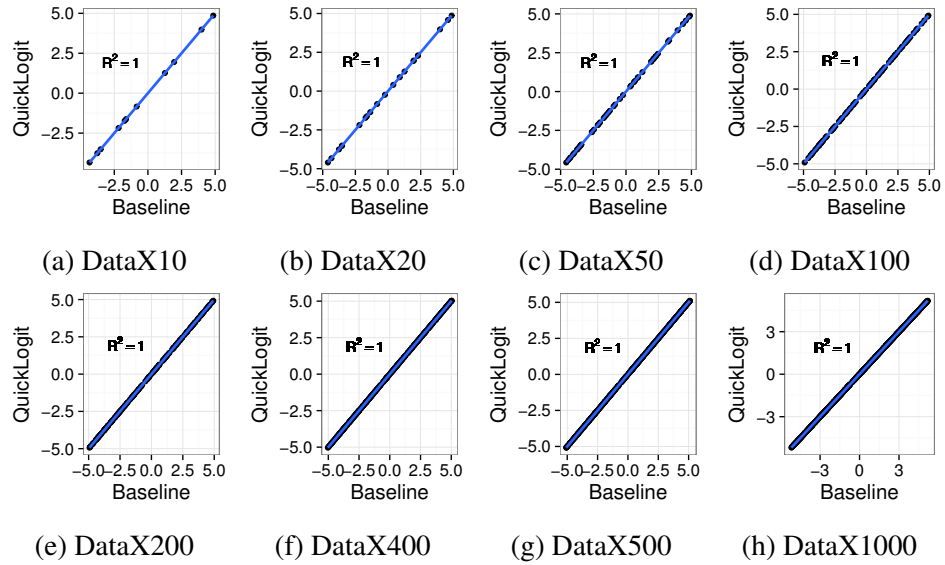 5.0
2.5
0.0
−2.5
QuickLogit
R²=1
−2.5 0.0 2.5 5.0
Baseline
(a) DataX10
5.0
2.5
0.0
−2.5
−5.0
QuickLogit
R²=1
−5.0 −2.5 0.0 2.5 5.0
Baseline
(b) DataX20
5.0
2.5
0.0
−2.5
−5.0
QuickLogit
R²=1
−5.0 −2.5 0.0 2.5 5.0
Baseline
(c) DataX50
5.0
2.5
0.0
−2.5
−5.0
QuickLogit
R²=1
−5.0 −2.5 0.0 2.5 5.0
Baseline
(d) DataX100
5.0
2.5
0.0
−2.5
−5.0
QuickLogit
R²=1
−5.0 −2.5 0.0 2.5 5.0
Baseline
(e) DataX200
5.0
2.5
0.0
−2.5
−5.0
QuickLogit
R²=1
−5.0 −2.5 0.0 2.5 5.0
Baseline
(f) DataX400
5.0
2.5
0.0
−2.5
−5.0
QuickLogit
R²=1
−5.0 −2.5 0.0 2.5 5.0
Baseline
(g) DataX500
3
0
−3
QuickLogit
R²=1
−3 0 3
Baseline
(h) DataX1000